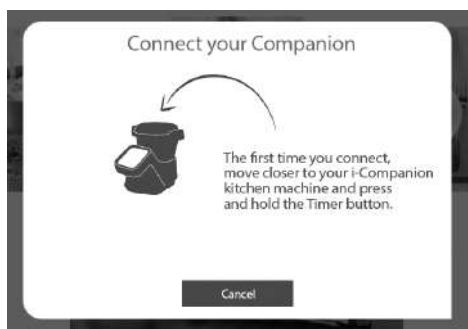 Connect your Companion
The first time you connect,
move closer to your i-Companion
kitchen machine and press
and hold the Timer button.
Cancel